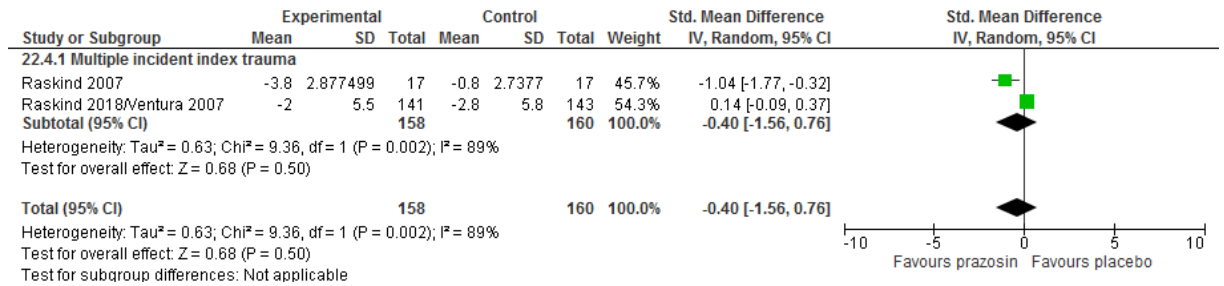 Experimental Control Std. Mean Difference Std. Mean Difference
Study or Subgroup Mean SD Total Mean SD Total Weight IV, Random, 95% CI IV, Random, 95% CI
22.4.1 Multiple incident index trauma
Raskind 2007 -3.8 2.877499 17 -0.8 2.7377 17 45.7% -1.04 [-1.77, -0.32]
Raskind 2018/Ventura 2007 -2 5.5 141 -2.8 5.8 143 54.3% 0.14 [-0.09, 0.37]
Subtotal (95% CI) 158 160 100.0% -0.40 [-1.56, 0.76]
Heterogeneity: Tau² = 0.63; Chi² = 9.36, df = 1 (P = 0.002); I² = 89%
Test for overall effect: Z = 0.68 (P = 0.50)
Total (95% CI) 158 160 100.0% -0.40 [-1.56, 0.76]
Heterogeneity: Tau² = 0.63; Chi² = 9.36, df = 1 (P = 0.002); I² = 89%
Test for overall effect: Z = 0.68 (P = 0.50)
Test for subgroup differences: Not applicable
-10 -5 0 5 10
Favours prazosin Favours placebo